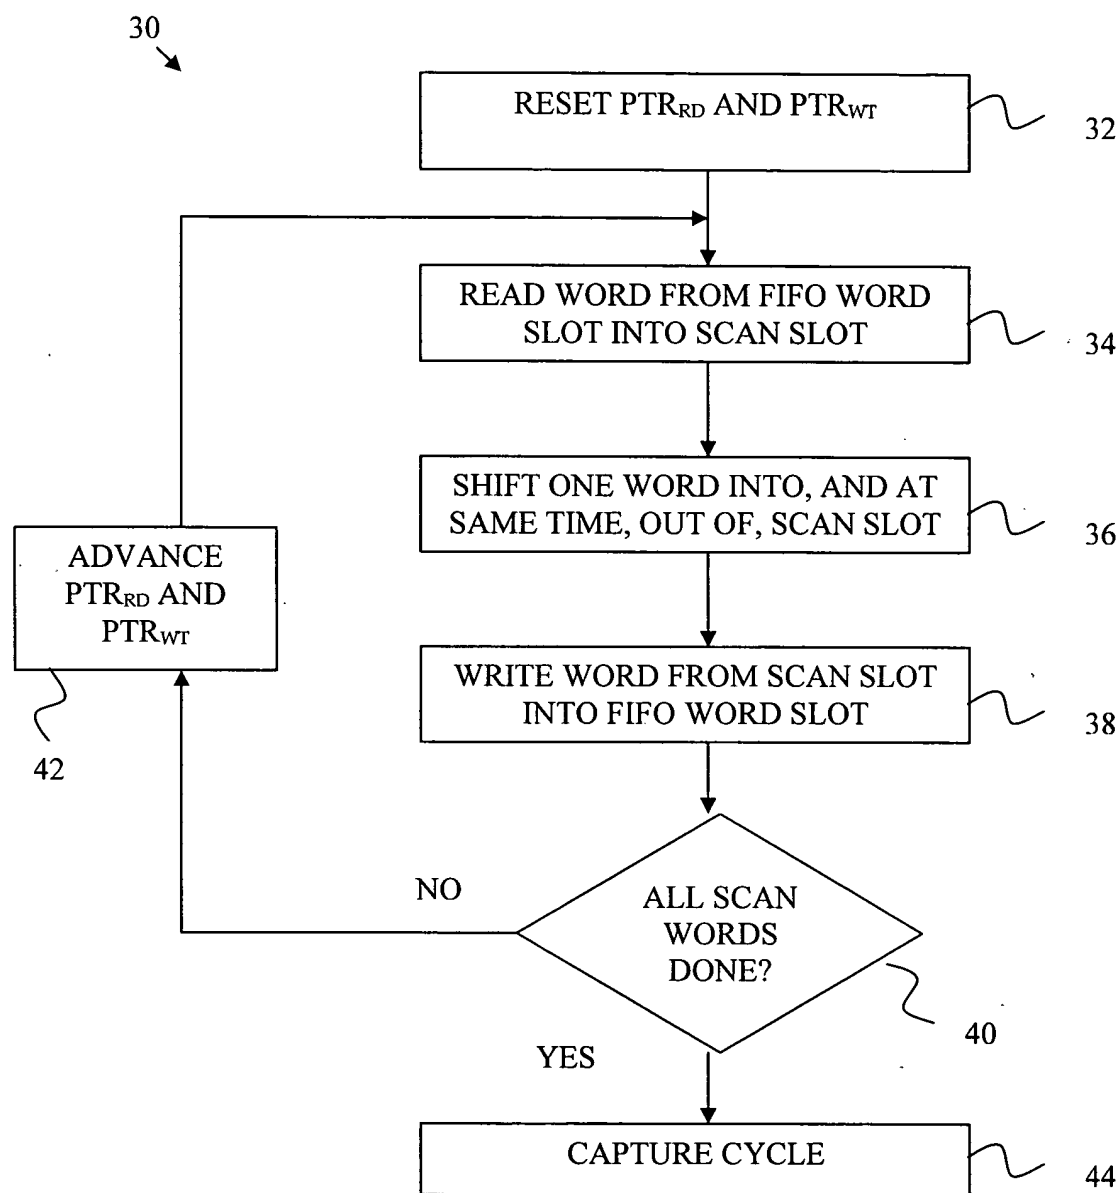 30
RESET PTRRD AND PTRWT
32
READ WORD FROM FIFO WORD
SLOT INTO SCAN SLOT
34
SHIFT ONE WORD INTO, AND AT
SAME TIME, OUT OF, SCAN SLOT
36
ADVANCE
PTRRD AND
PTRWT
42
WRITE WORD FROM SCAN SLOT
INTO FIFO WORD SLOT
38
NO
ALL SCAN
WORDS
DONE?
40
YES
CAPTURE CYCLE
44